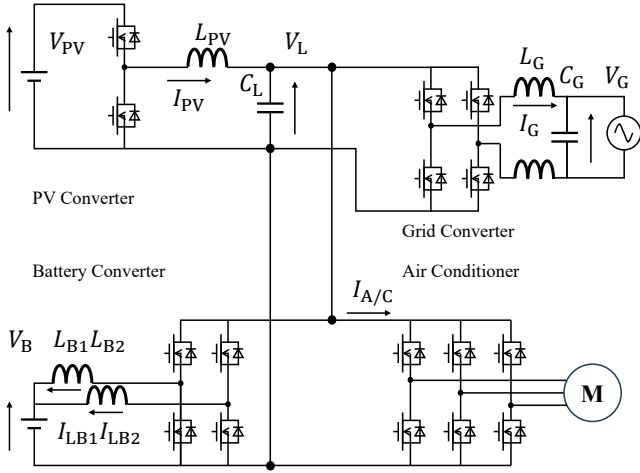 V_PV
L_PV
V_L
L_G
C_G
V_G
I_PV
C_L
I_G
PV Converter
Grid Converter
Battery Converter
Air Conditioner
I_A/C
V_B
L_B1 L_B2
I_LB1 I_LB2
M